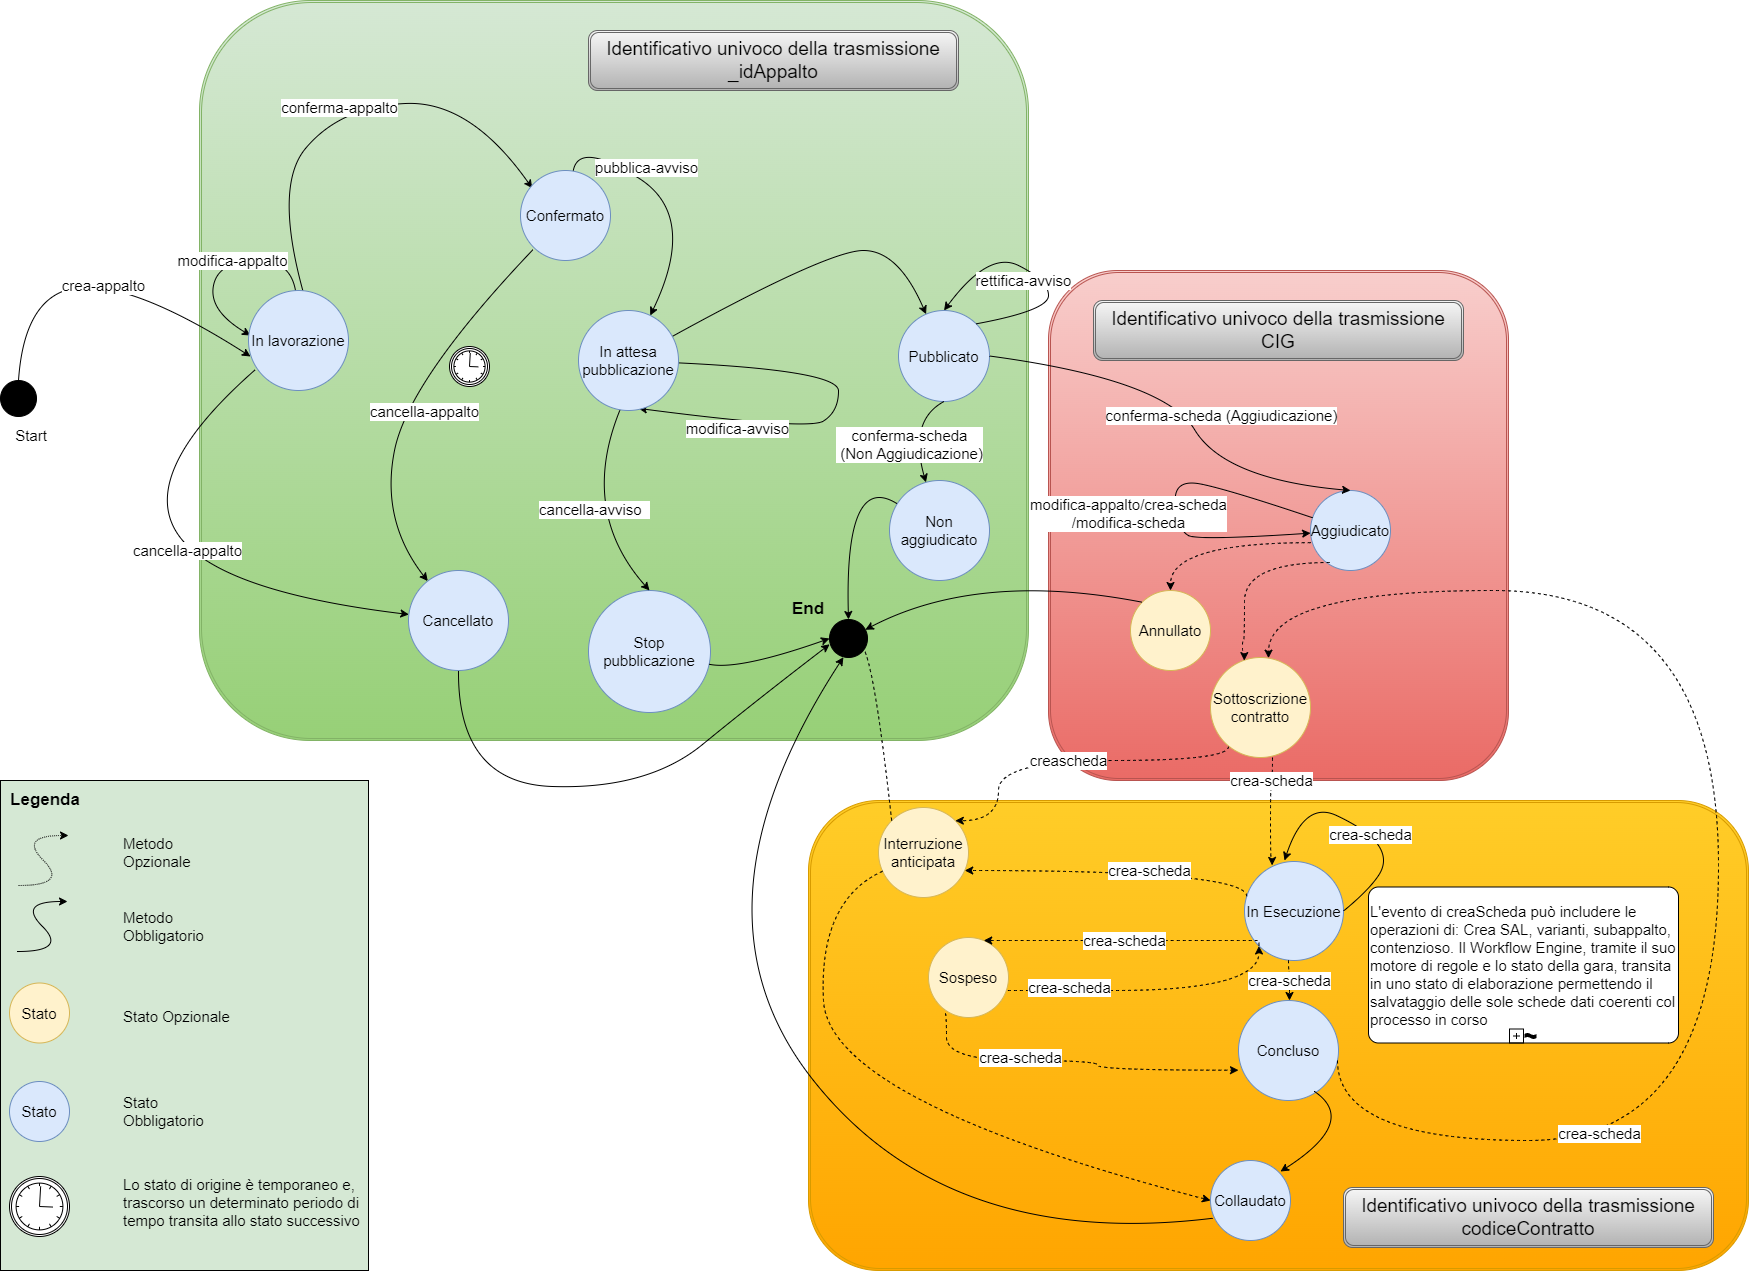 Identificativo univoco della trasmissione
_idAppalto
conferma-appalto
pubblica-avviso
Confermato
modifica-appalto
crea-appalto
rettifica-avviso
In lavorazione
In attesa
pubblicazione
Pubblicato
Start
cancella-appalto
modifica-avviso
conferma-scheda
(Non Aggiudicazione)
cancella-avviso
Non
aggiudicato
cancella-appalto
Cancellato
Stop
pubblicazione
End
Identificativo univoco della trasmissione
CIG
conferma-scheda (Aggiudicazione)
modifica-appalto/crea-scheda
/modifica-scheda
Aggiudicato
Annullato
Sottoscrizione
contratto
creascheda
crea-scheda
Interruzione
anticipata
crea-scheda
crea-scheda
In Esecuzione
crea-scheda
Sospeso
crea-scheda
crea-scheda
crea-scheda
Concluso
L'evento di creaScheda può includere le
operazioni di: Crea SAL, varianti, subappalto,
contenzioso. Il Workflow Engine, tramite il suo
motore di regole e lo stato della gara, transita
in uno stato di elaborazione permettendo il
salvataggio delle sole schede dati coerenti col
processo in corso
crea-scheda
Collaudato
Identificativo univoco della trasmissione
codiceContratto
Legenda
Metodo
Opzionale
Metodo
Obbligatorio
Stato
Stato Opzionale
Stato
Stato
Obbligatorio
Lo stato di origine è temporaneo e,
trascorso un determinato periodo di
tempo transita allo stato successivo